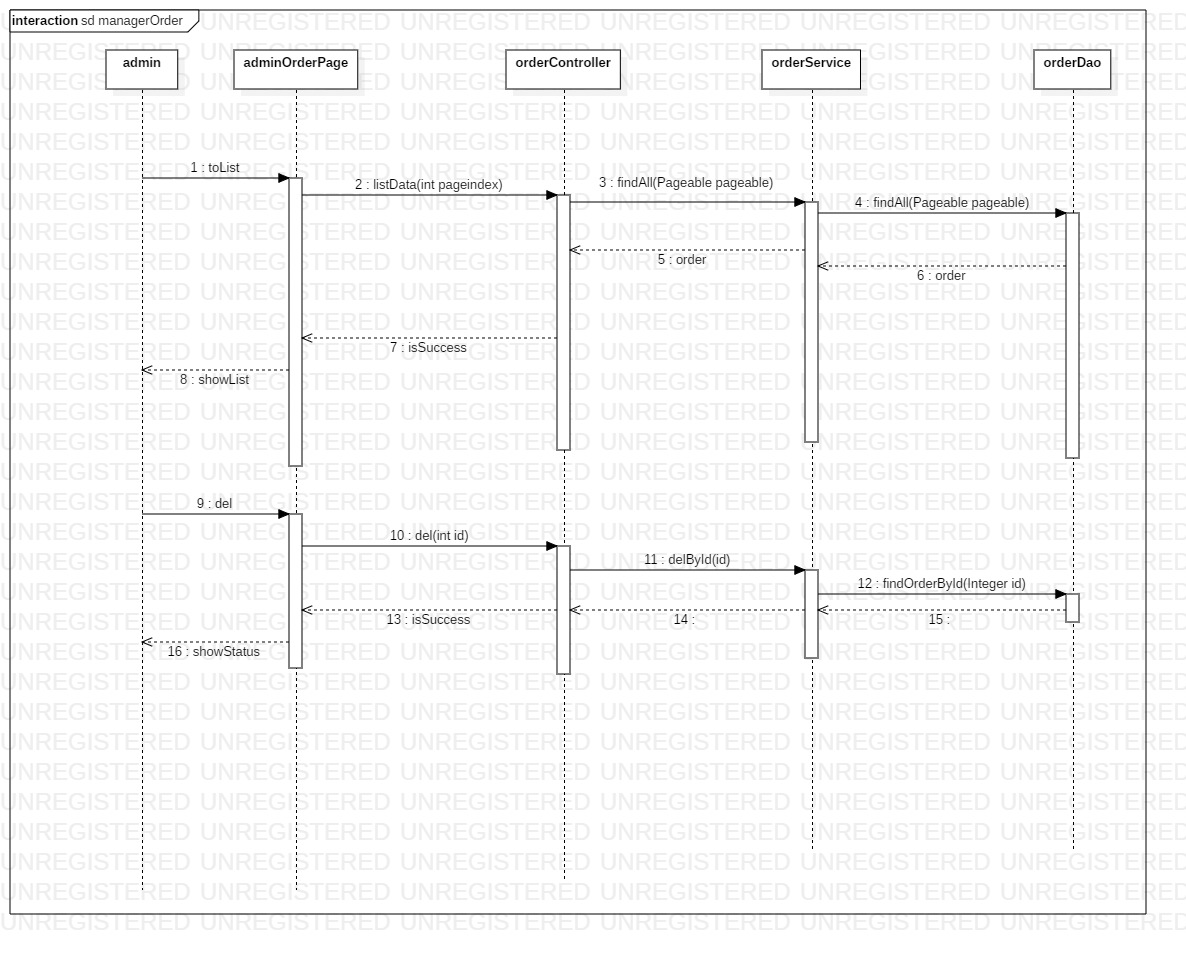 interaction sd managerOrder
admin
adminOrderPage
orderController
orderService
orderDao
1 : toList
2 : listData(int pageindex)
3 : findAll(Pageable pageable)
4 : findAll(Pageable pageable)
5 : order
6 : order
7 : isSuccess
8 : showList
9 : del
10 : del(int id)
11 : delById(id)
12 : findOrderById(Integer id)
13 : isSuccess
14 :
15 :
16 : showStatus
UNREGISTERED